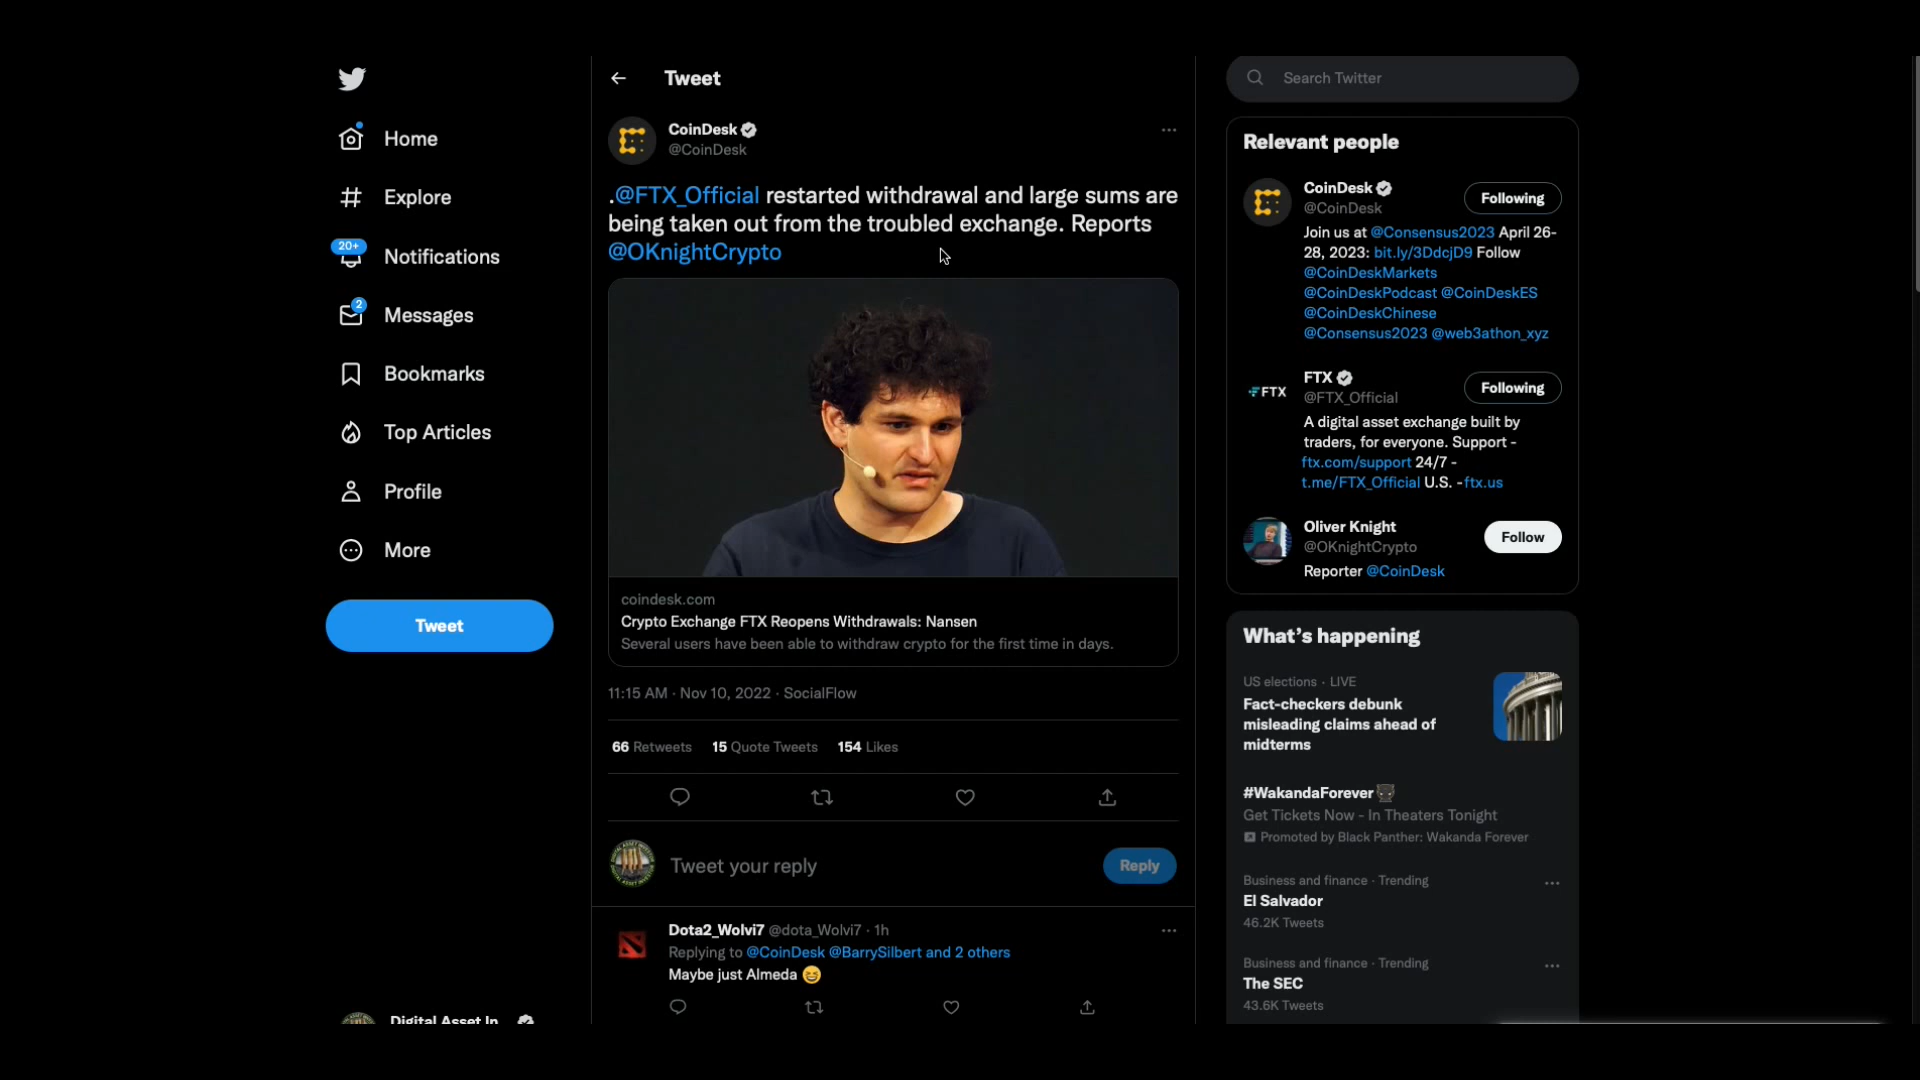 Home
Explore
20+
Notifications
2
Messages
Bookmarks
Top Articles
Profile
More
Tweet
Digital Asset In
Tweet
CoinDesk
@CoinDesk
.@FTX_Official restarted withdrawal and large sums are
being taken out from the troubled exchange. Reports
@OKnightCrypto
coindesk.com
Crypto Exchange FTX Reopens Withdrawals: Nansen
Several users have been able to withdraw crypto for the first time in days.
11:15 AM · Nov 10, 2022 · SocialFlow
66 Retweets 15 Quote Tweets 154 Likes
Tweet your reply
Reply
Dota2_Wolvi7 @dota_Wolvi7 · 1h
Replying to @CoinDesk @BarrySilbert and 2 others
Maybe just Almeda 😆
Search Twitter
Relevant people
CoinDesk
@CoinDesk
Following
Join us at @Consensus2023 April 26-
28, 2023: bit.ly/3DdcjD9 Follow
@CoinDeskMarkets
@CoinDeskPodcast @CoinDeskES
@CoinDeskChinese
@Consensus2023 @web3athon_xyz
FTX
FTX
@FTX_Official
Following
A digital asset exchange built by
traders, for everyone. Support -
ftx.com/support 24/7 -
t.me/FTX_Official U.S. -ftx.us
Oliver Knight
@OKnightCrypto
Follow
Reporter @CoinDesk
What's happening
US elections · LIVE
Fact-checkers debunk
misleading claims ahead of
midterms
#WakandaForever
Get Tickets Now - In Theaters Tonight
Promoted by Black Panther: Wakanda Forever
Business and finance · Trending
El Salvador
46.2K Tweets
Business and finance · Trending
The SEC
43.6K Tweets